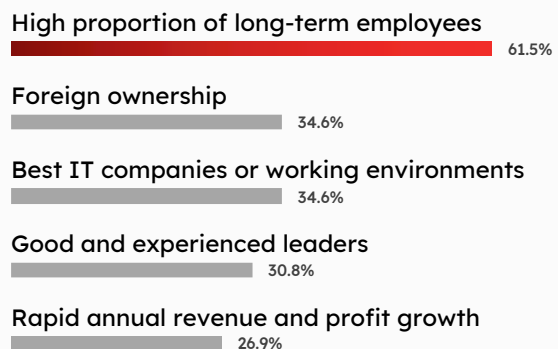 High proportion of long-term employees
61.5%
Foreign ownership
34.6%
Best IT companies or working environments
34.6%
Good and experienced leaders
30.8%
Rapid annual revenue and profit growth
26.9%